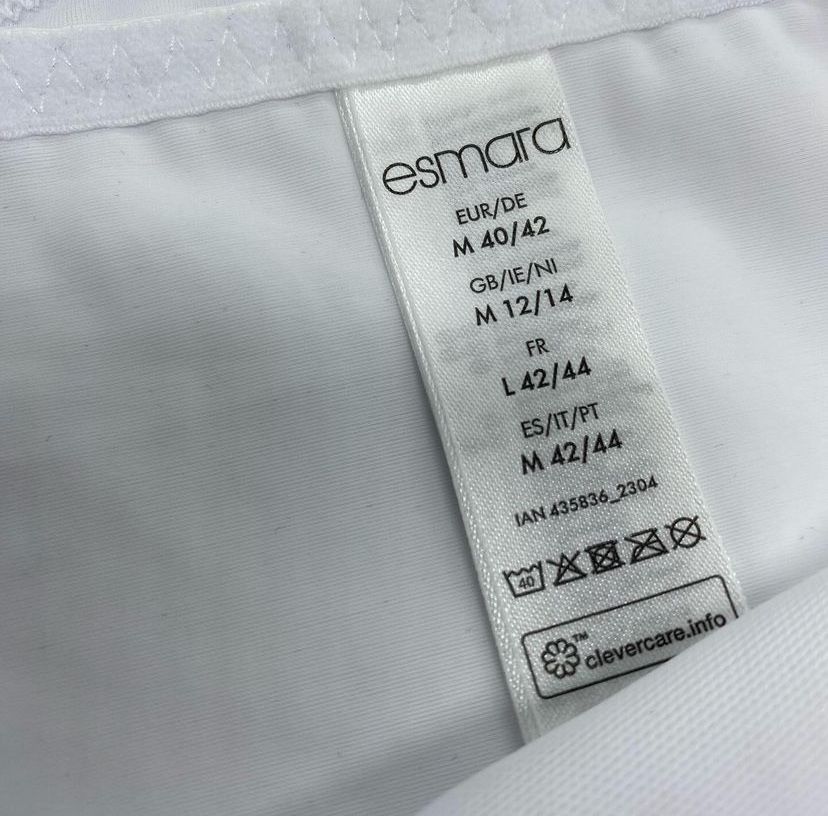 esmara
EUR/DE
M 40/42
GB/IE/NI
M 12/14
FR
L 42/44
ES/IT/PT
M 42/44
IAN 435836_2304
40
™ clevercare.info